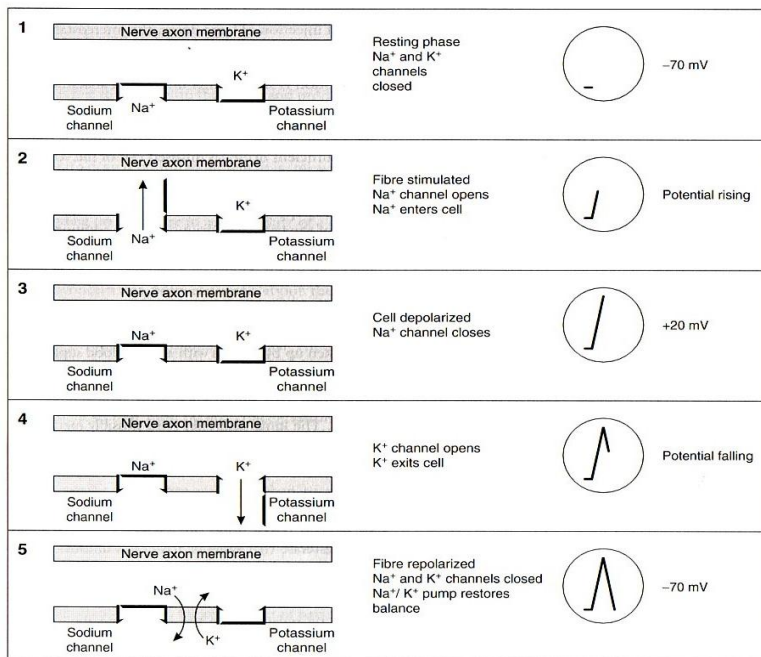 1
Nerve axon membrane
K⁺
Na⁺
Sodium
channel
Potassium
channel
Resting phase
Na⁺ and K⁺
channels
closed
–70 mV
2
Nerve axon membrane
K⁺
Na⁺
Sodium
channel
Potassium
channel
Fibre stimulated
Na⁺ channel opens
Na⁺ enters cell
Potential rising
3
Nerve axon membrane
Na⁺ K⁺
Sodium
channel
Potassium
channel
Cell depolarized
Na⁺ channel closes
+20 mV
4
Nerve axon membrane
Na⁺ K⁺
Sodium
channel
Potassium
channel
K⁺ channel opens
K⁺ exits cell
Potential falling
5
Nerve axon membrane
Na⁺
K⁺
Sodium
channel
Potassium
channel
Fibre repolarized
Na⁺ and K⁺ channels closed
Na⁺/ K⁺ pump restores
balance
–70 mV